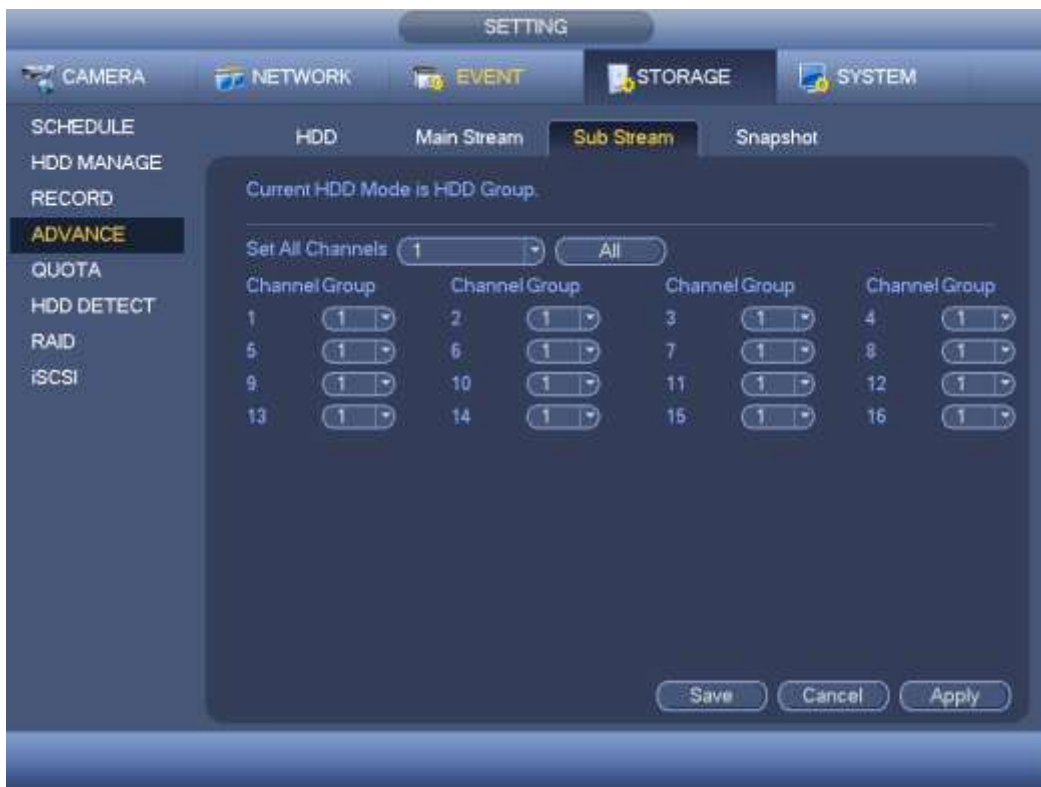 SETTING
CAMERA NETWORK EVENT STORAGE SYSTEM
SCHEDULE
HDD MANAGE
RECORD
ADVANCE
QUOTA
HDD DETECT
RAID
iSCSI
HDD Main Stream Sub Stream Snapshot
Current HDD Mode is HDD Group.
Set All Channels 1 All
Channel Group Channel Group Channel Group Channel Group
1 1 2 1 3 1 4 1
5 1 6 1 7 1 8 1
9 1 10 1 11 1 12 1
13 1 14 1 15 1 16 1
Save Cancel Apply